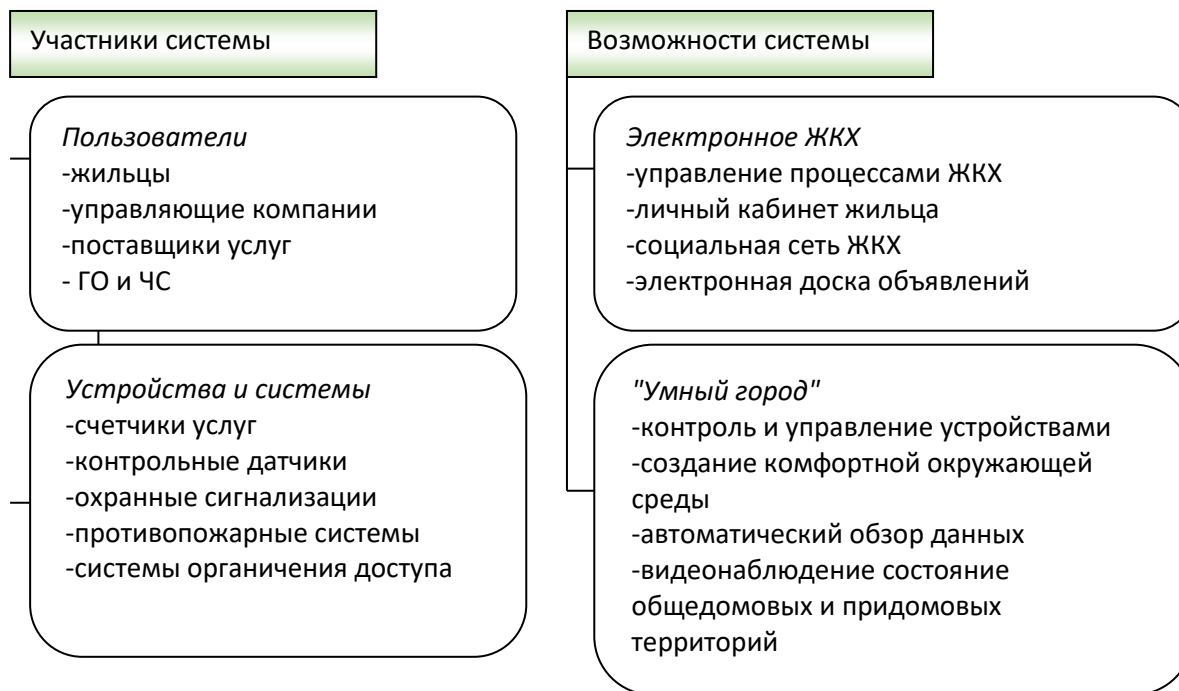 Участники системы
Пользователи
-жильцы
-управляющие компании
-поставщики услуг
- ГО и ЧС
Устройства и системы
-счетчики услуг
-контрольные датчики
-охранные сигнализации
-противопожарные системы
-системы органичения доступа
Возможности системы
Электронное ЖКХ
-управление процессами ЖКХ
-личный кабинет жильца
-социальная сеть ЖКХ
-электронная доска объявлений
"Умный город"
-контроль и управление устройствами
-создание комфортной окружающей
среды
-автоматический обзор данных
-видеонаблюдение состояние
общедомовых и придомовых
территорий